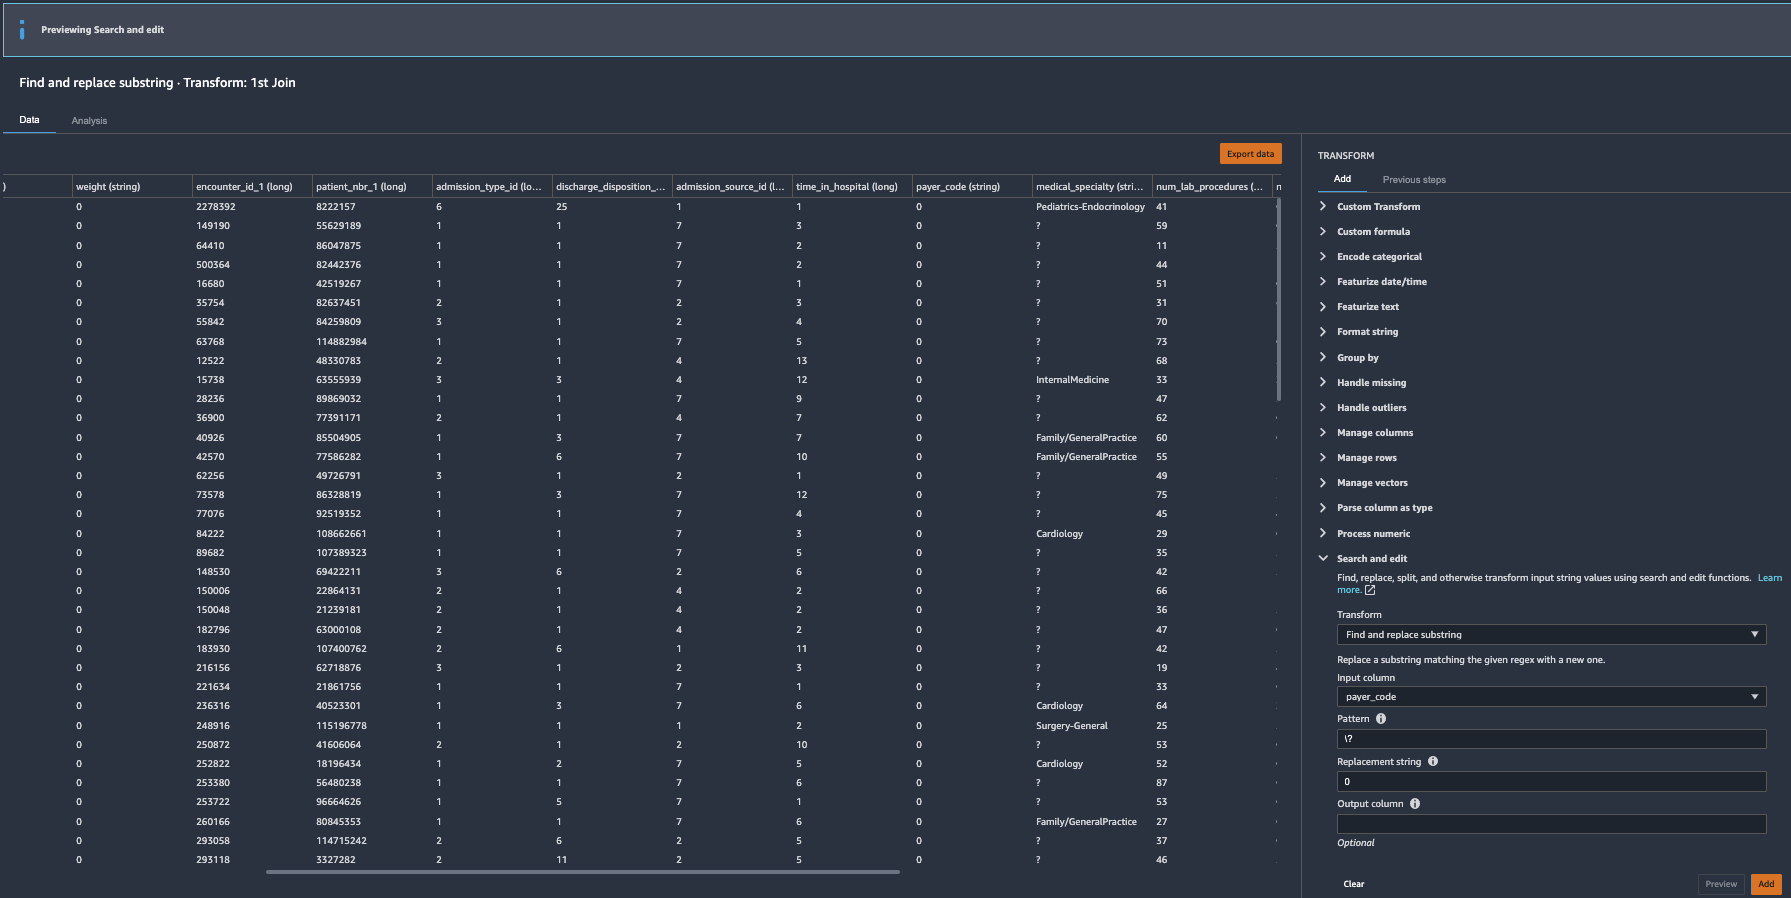 Previewing Search and edit
Find and replace substring · Transform: 1st Join
Data Analysis
Export data
) weight (string) encounter_id_1 (long) patient_nbr_1 (long) admission_type_id (lo... discharge_disposition_... admission_source_id (l... time_in_hospital (long) payer_code (string) medical_specialty (stri... num_lab_procedures (... n
0 2278392 8222157 6 25 1 1 0 Pediatrics-Endocrinology 41
0 149190 55629189 1 1 7 3 0 ? 59
0 64410 86047875 1 1 7 2 0 ? 11
0 500364 82442376 1 1 7 2 0 ? 44
0 16680 42519267 1 1 7 1 0 ? 51
0 35754 82637451 2 1 2 3 0 ? 31
0 55842 84259809 3 1 2 4 0 ? 70
0 63768 114882984 1 1 7 5 0 ? 73
0 12522 48330783 2 1 4 13 0 ? 68
0 15738 63555939 3 3 4 12 0 InternalMedicine 33
0 28236 89869032 1 1 7 9 0 ? 47
0 36900 77391171 2 1 4 7 0 ? 62
0 40926 85504905 1 3 7 7 0 Family/GeneralPractice 60
0 42570 77586282 1 6 7 10 0 Family/GeneralPractice 55
0 62256 49726791 3 1 2 1 0 ? 49
0 73578 86328819 1 3 7 12 0 ? 75
0 77076 92519352 1 1 7 4 0 ? 45
0 84222 108662661 1 1 7 3 0 Cardiology 29
0 89682 107389323 1 1 7 5 0 ? 35
0 148530 69422211 3 6 2 6 0 ? 42
0 150006 22864131 2 1 4 2 0 ? 66
0 150048 21239181 2 1 4 2 0 ? 36
0 182796 63000108 2 1 4 2 0 ? 47
0 183930 107400762 2 6 1 11 0 ? 42
0 216156 62718876 3 1 2 3 0 ? 19
0 221634 21861756 1 1 7 1 0 ? 33
0 236316 40523301 1 3 7 6 0 Cardiology 64
0 248916 115196778 1 1 1 2 0 Surgery-General 25
0 250872 41606064 2 1 2 10 0 ? 53
0 252822 18196434 1 2 7 5 0 Cardiology 52
0 253380 56480238 1 1 7 6 0 ? 87
0 253722 96664626 1 5 7 1 0 ? 53
0 260166 80845353 1 1 7 6 0 Family/GeneralPractice 27
0 293058 114715242 2 6 2 5 0 ? 37
0 293118 3327282 2 11 2 5 0 ? 46
TRANSFORM
Add Previous steps
Custom Transform
Custom formula
Encode categorical
Featurize date/time
Featurize text
Format string
Group by
Handle missing
Handle outliers
Manage columns
Manage rows
Manage vectors
Parse column as type
Process numeric
Search and edit
Find, replace, split, and otherwise transform input string values using search and edit functions. Learn
more.
Transform
Find and replace substring
Replace a substring matching the given regex with a new one.
Input column
payer_code
Pattern
\?
Replacement string
0
Output column
Optional
Clear Preview Add